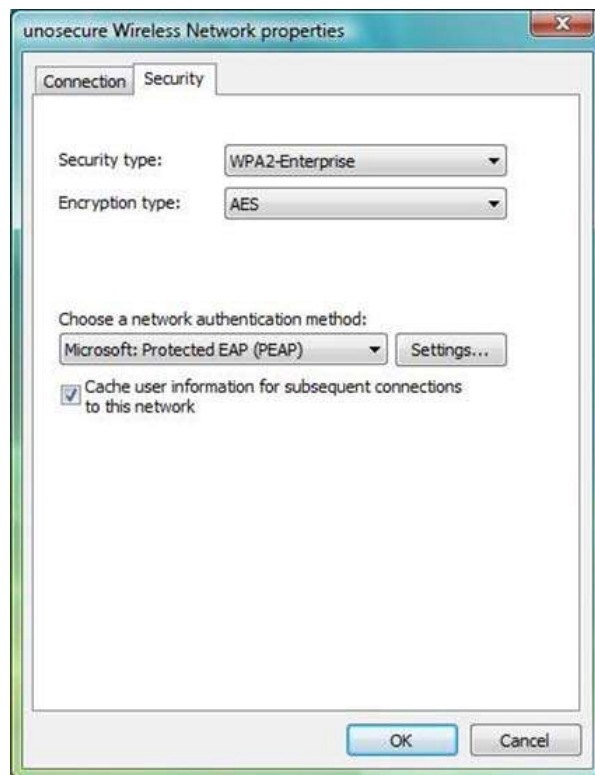 unosecure Wireless Network properties
Connection
Security
Security type:
WPA2-Enterprise
Encryption type:
AES
Choose a network authentication method:
Microsoft: Protected EAP (PEAP)
Settings...
Cache user information for subsequent connections
to this network
OK
Cancel